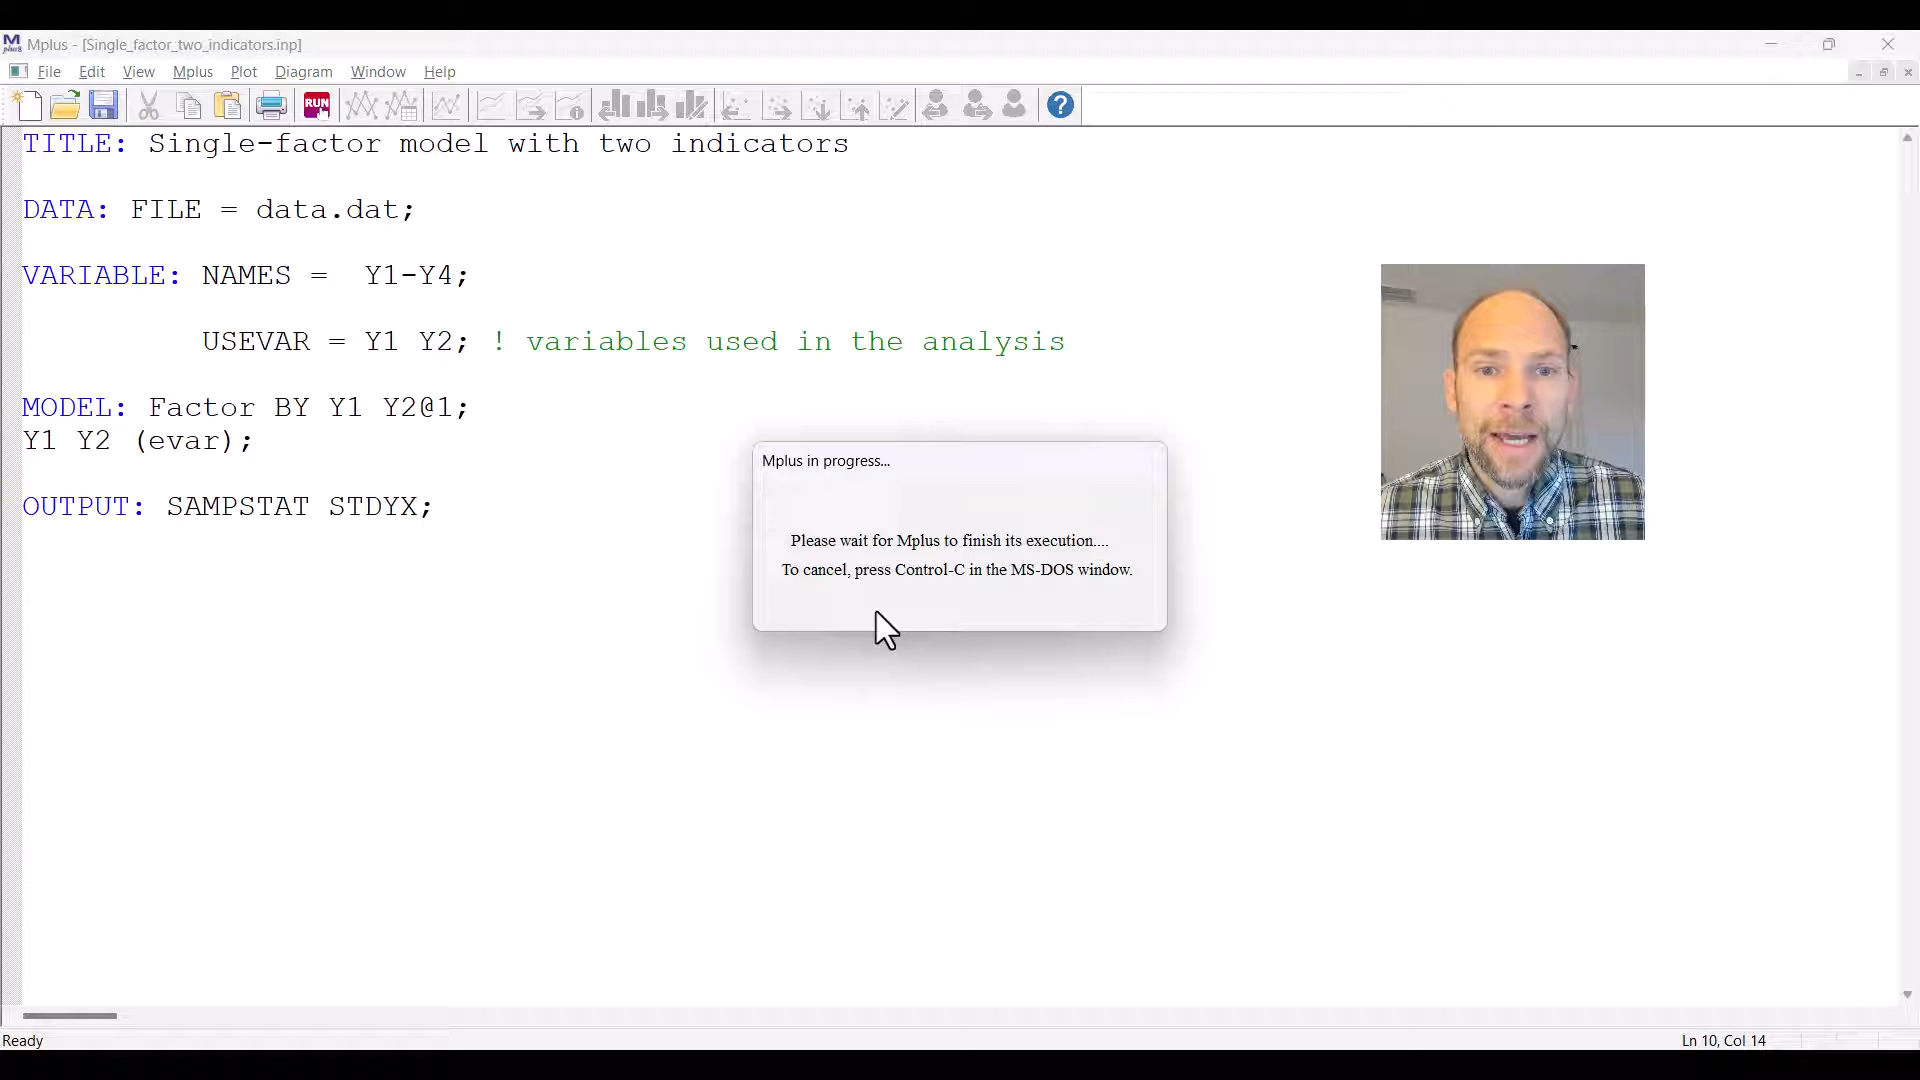 Mplus - [Single_factor_two_indicators.inp]
File Edit View Mplus Plot Diagram Window Help
RUN
TITLE: Single-factor model with two indicators
DATA: FILE = data.dat;
VARIABLE: NAMES =  Y1-Y4;
USEVAR = Y1 Y2; ! variables used in the analysis
MODEL: Factor BY Y1 Y2@1;
Y1 Y2 (evar);
OUTPUT: SAMPSTAT STDYX;
Mplus in progress...
Please wait for Mplus to finish its execution....
To cancel, press Control-C in the MS-DOS window.
Ready
Ln 10, Col 14